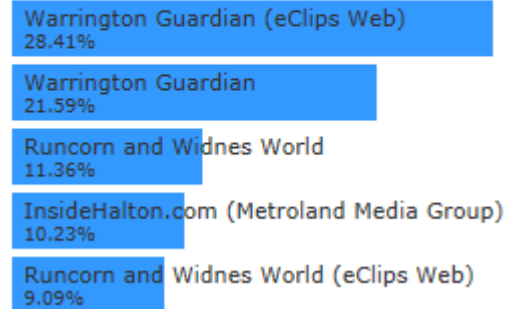 Warrington Guardian (eClips Web)
28.41%
Warrington Guardian
21.59%
Runcorn and Widnes World
11.36%
InsideHalton.com (Metroland Media Group)
10.23%
Runcorn and Widnes World (eClips Web)
9.09%